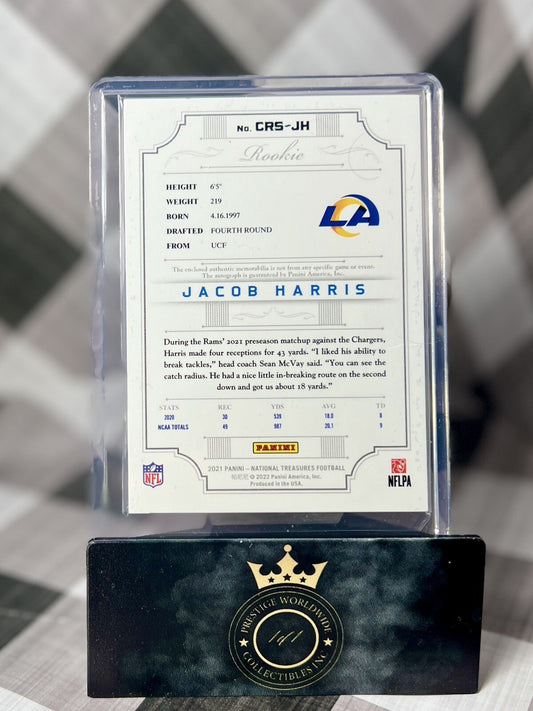 No. CRS-JH
Rookie
HEIGHT 6'5"
WEIGHT 219
BORN 4.16.1997
DRAFTED FOURTH ROUND
FROM UCF
LA
The enclosed authentic memorabilia is not from any specific game or event.
The autograph is guaranteed by Panini America, Inc.
JACOB HARRIS
During the Rams' 2021 preseason matchup against the Chargers,
Harris made four receptions for 43 yards. "I liked his ability to
break tackles," head coach Sean McVay said. "You can see the
catch radius. He had a nice little in-breaking route on the second
down and got us about 18 yards."
STATS REC YDS AVG TD
2020 30 539 18.0 8
NCAA TOTALS 49 987 20.1 9
PANINI
NFL
NFLPA
2021 PANINI – NATIONAL TREASURES FOOTBALL
帕尼尼 © 2022 Panini America, Inc.
Produced in the USA.
PRESTIGE WORLDWIDE
1of1
COLLECTIBLES INC